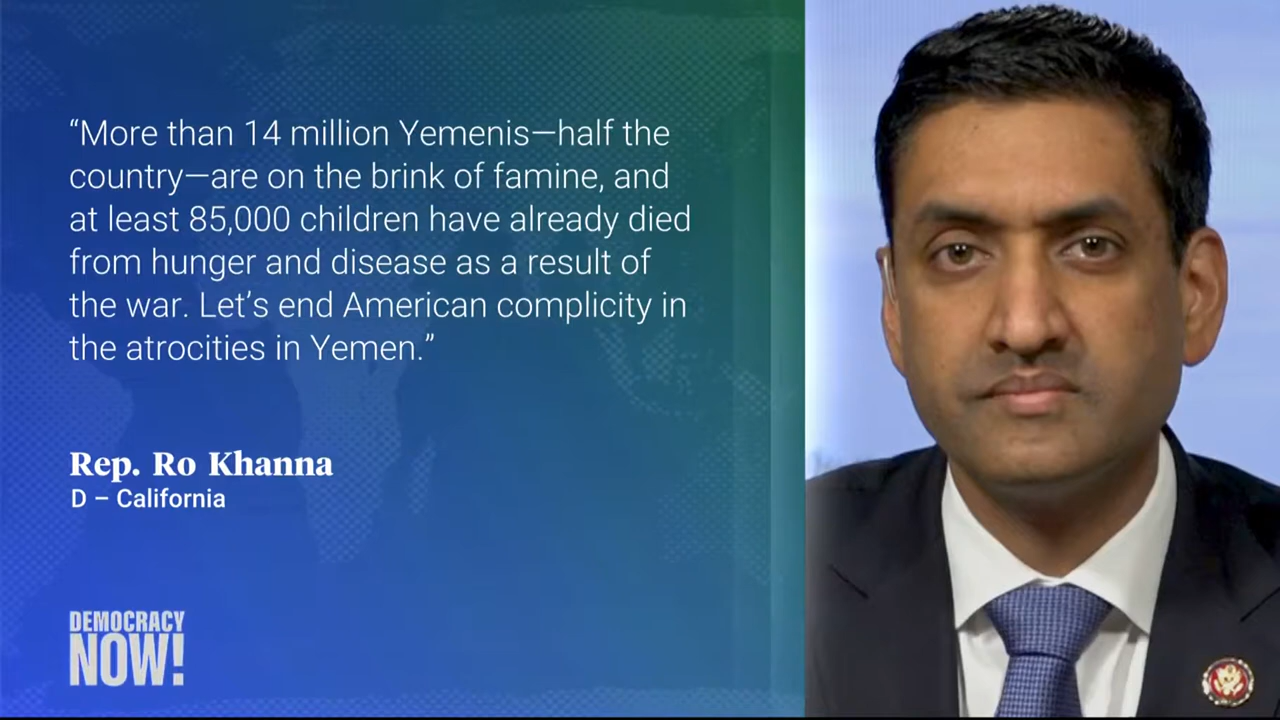 “More than 14 million Yemenis—half the
country—are on the brink of famine, and
at least 85,000 children have already died
from hunger and disease as a result of
the war. Let’s end American complicity in
the atrocities in Yemen.”
Rep. Ro Khanna
D – California
DEMOCRACY
NOW!